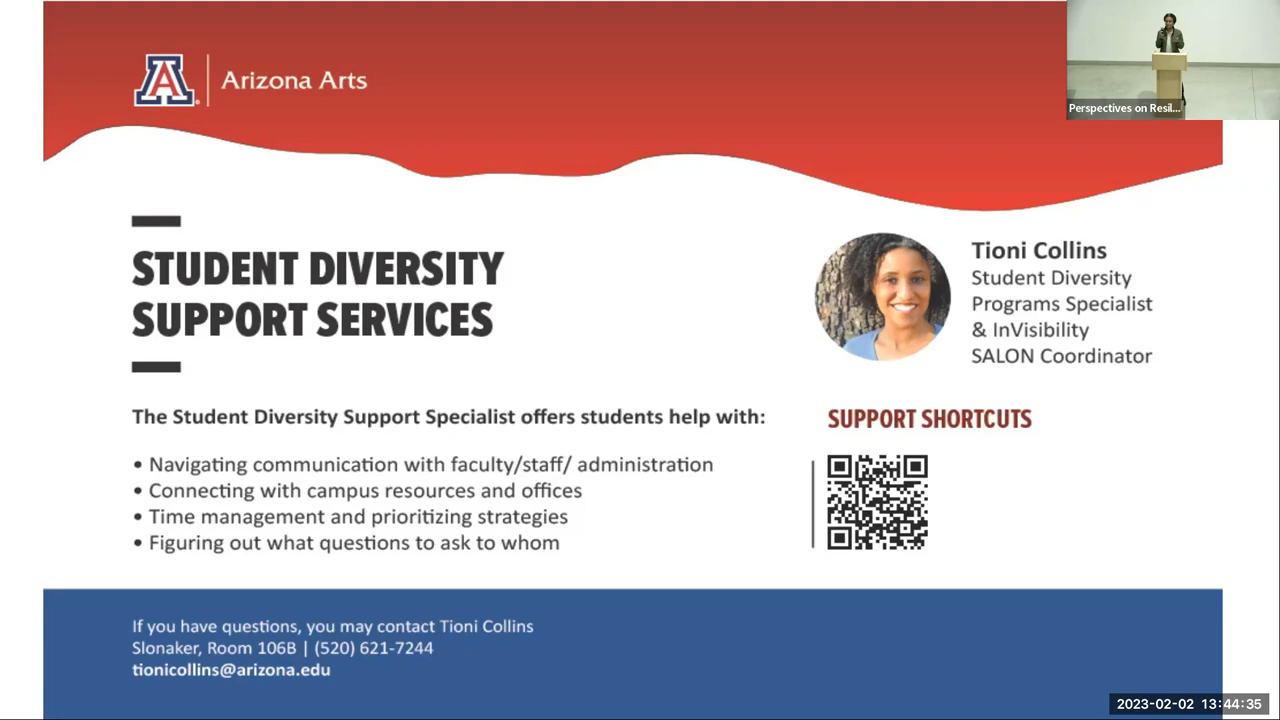 A
Arizona Arts
Perspectives on Resil...
STUDENT DIVERSITY
SUPPORT SERVICES
Tioni Collins
Student Diversity
Programs Specialist
& InVisibility
SALON Coordinator
The Student Diversity Support Specialist offers students help with:
• Navigating communication with faculty/staff/ administration
• Connecting with campus resources and offices
• Time management and prioritizing strategies
• Figuring out what questions to ask to whom
SUPPORT SHORTCUTS
If you have questions, you may contact Tioni Collins
Slonaker, Room 106B | (520) 621-7244
tionicollins@arizona.edu
2023-02-02 13:44:35